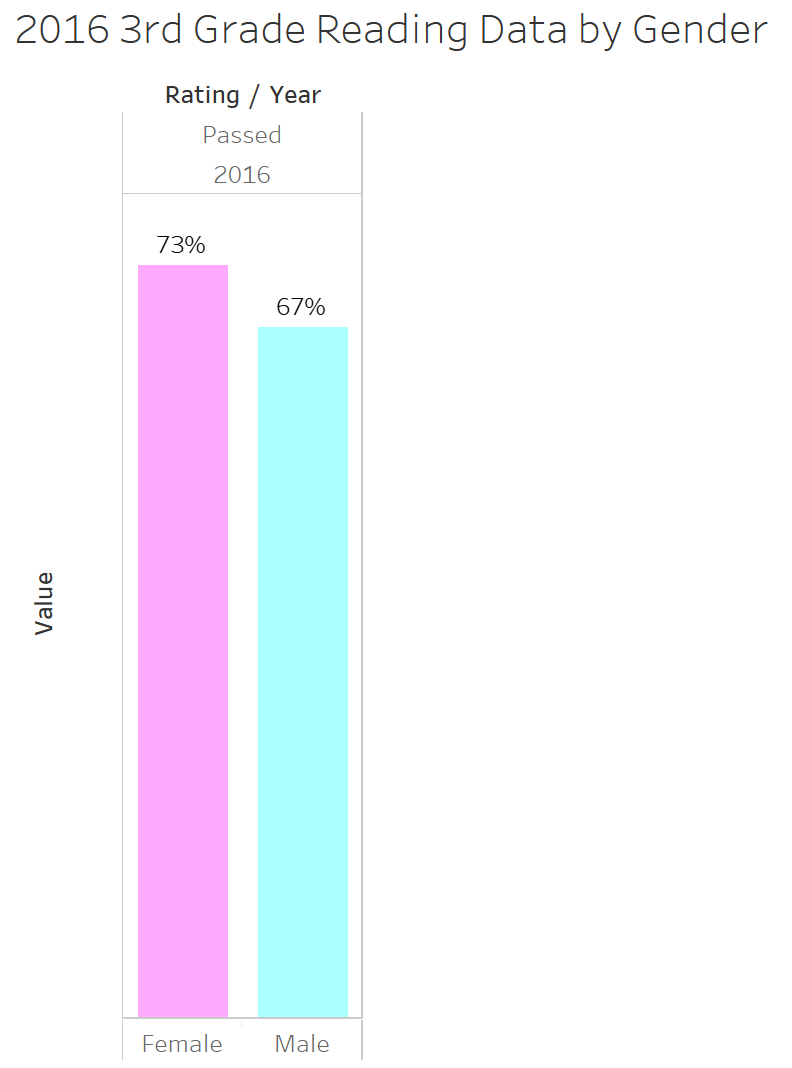 2016 3rd Grade Reading Data by Gender
Rating / Year
Passed
2016
73%
67%
Value
Female
Male